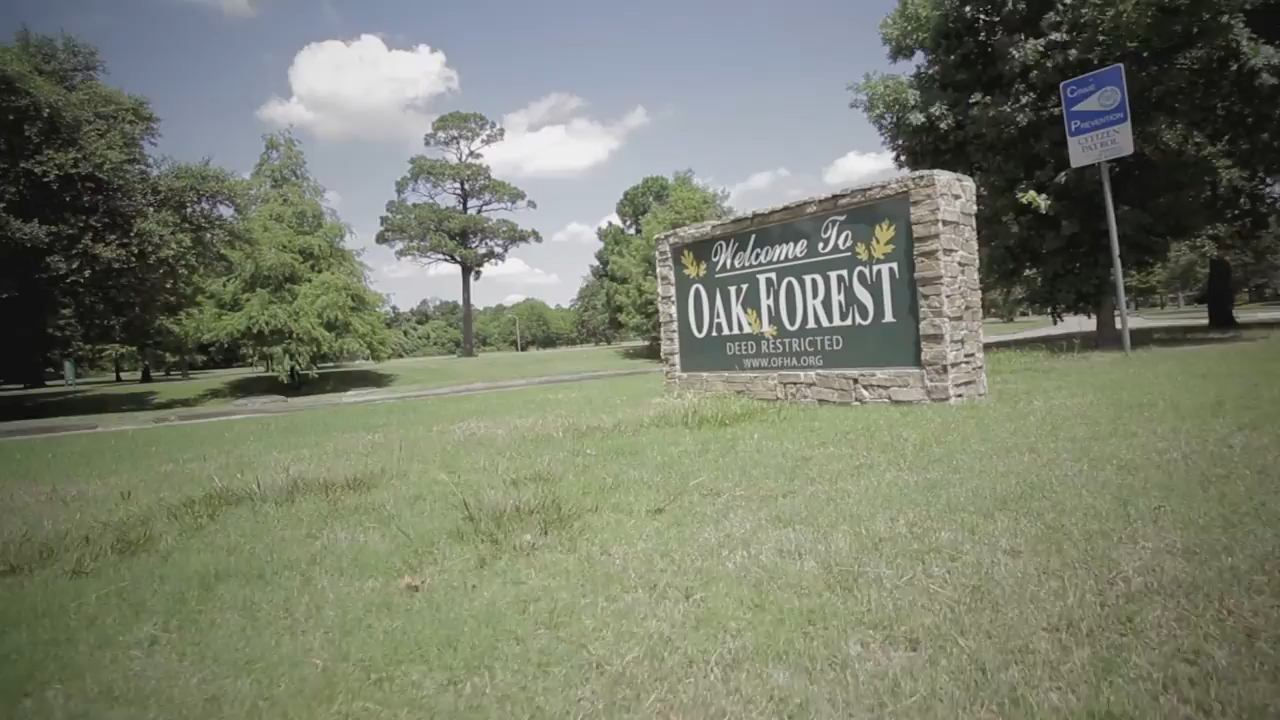 Welcome To
OAK FOREST
DEED RESTRICTED
WWW.OFHA.ORG
CRIME
PREVENTION
CITIZEN
PATROL